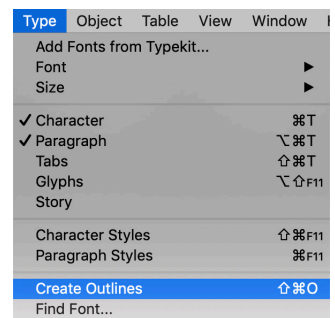 Type Object Table View Window
Add Fonts from Typekit...
Font ▶
Size ▶
✓ Character ⌘T
✓ Paragraph ⌥⌘T
Tabs ⇧⌘T
Glyphs ⌥⇧F11
Story
Character Styles ⇧⌘F11
Paragraph Styles ⌘F11
Create Outlines ⇧⌘O
Find Font...